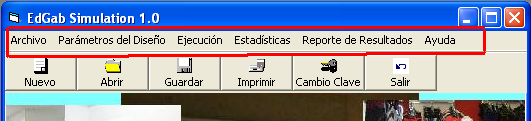 EdGab Simulation 1.0
Archivo Parámetros del Diseño Ejecución Estadísticas Reporte de Resultados Ayuda
Nuevo Abrir Guardar Imprimir Cambio Clave Salir